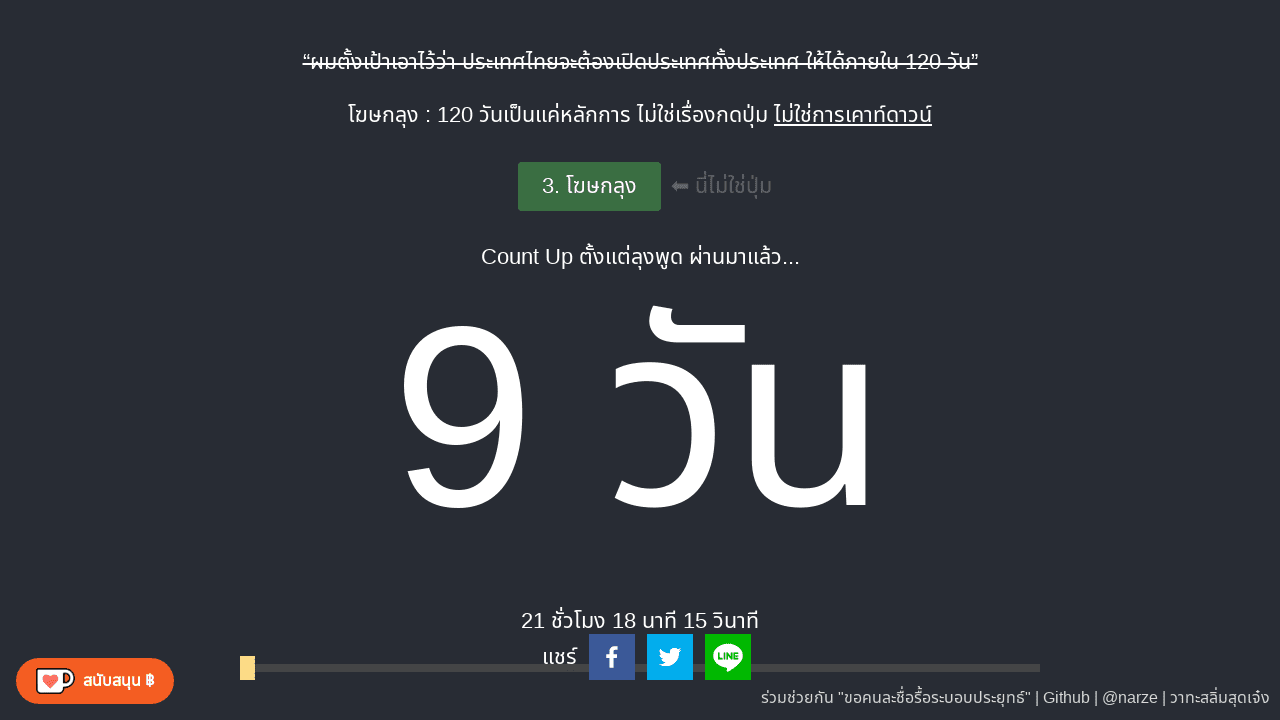 “ผมตั้งเป้าเอาไว้ว่า ประเทศไทยจะต้องเปิดประเทศทั้งประเทศ ให้ได้ภายใน 120 วัน”
โฆษกลุง : 120 วันเป็นแค่หลักการ ไม่ใช่เรื่องกดปุ่ม ไม่ใช่การเคาท์ดาวน์
3. โฆษกลุง ⬅ นี่ไม่ใช่ปุ่ม
Count Up ตั้งแต่ลุงพูด ผ่านมาแล้ว...
9 วัน
21 ชั่วโมง 18 นาที 15 วินาที
แชร์ LINE
สนับสนุน ฿
ร่วมช่วยกัน "ขอคนละชื่อรื้อระบอบประยุทธ์" | Github | @narze | วาทะสลิ่มสุดเจ๋ง